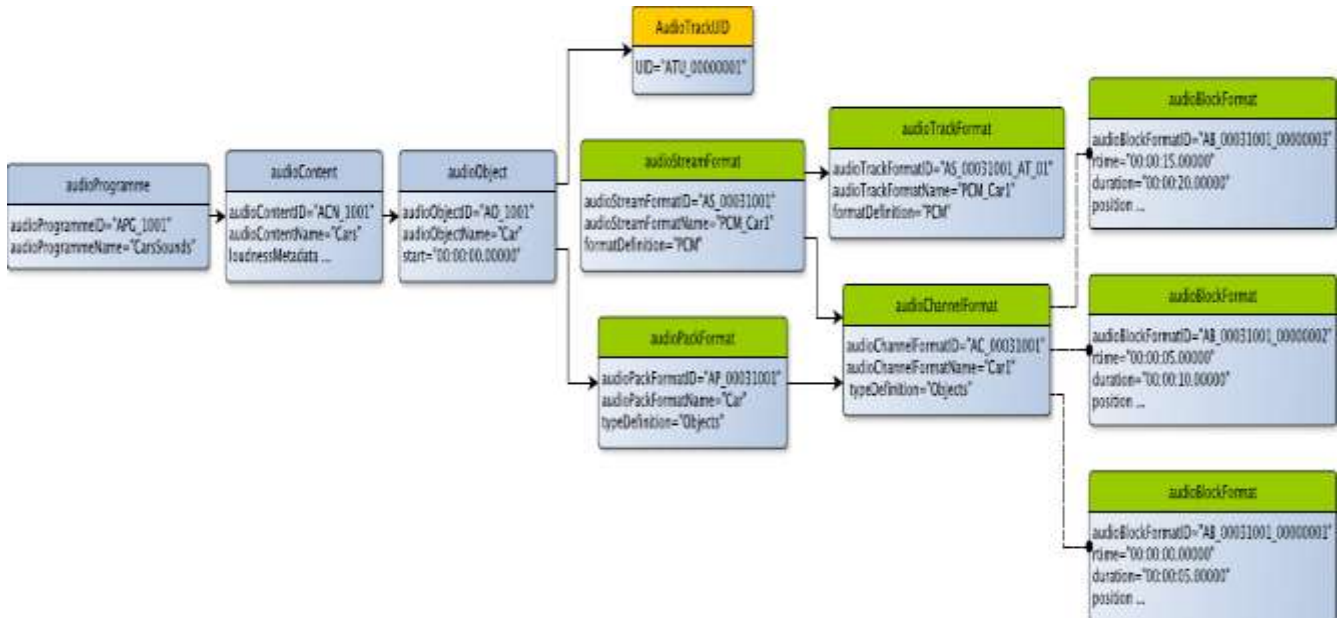 AudioTrackUID
UID="ATU_00000001"
audioProgramme
audioProgrammeID="APG_1001"
audioProgrammeName="CarsSounds"
audioContent
audioContentID="ACN_1001"
audioContentName="Cars"
loudnessMetadata ...
audioObject
audioObjectID="AO_1001"
audioObjectName="Car"
start="00:00:00.00000"
audioStreamFormat
audioStreamFormatID="AS_00031001"
audioStreamFormatName="PCM_Car1"
formatDefinition="PCM"
audioPackFormat
audioPackFormatID="AP_00031001"
audioPackFormatName="Car"
typeDefinition="Objects"
audioTrackFormat
audioTrackFormatID="AS_00031001_AT_01"
audioTrackFormatName="PCM_Car1"
formatDefinition="PCM"
audioChannelFormat
audioChannelFormatID="AC_00031001"
audioChannelFormatName="Car1"
typeDefinition="Objects"
audioBlockFormat
audioBlockFormatID="AB_00031001_00000003"
rtime="00:00:15.00000"
duration="00:00:20.00000"
position ...
audioBlockFormat
audioBlockFormatID="AB_00031001_00000002"
rtime="00:00:05.00000"
duration="00:00:10.00000"
position ...
audioBlockFormat
audioBlockFormatID="AB_00031001_00000001"
rtime="00:00:00.00000"
duration="00:00:05.00000"
position ...